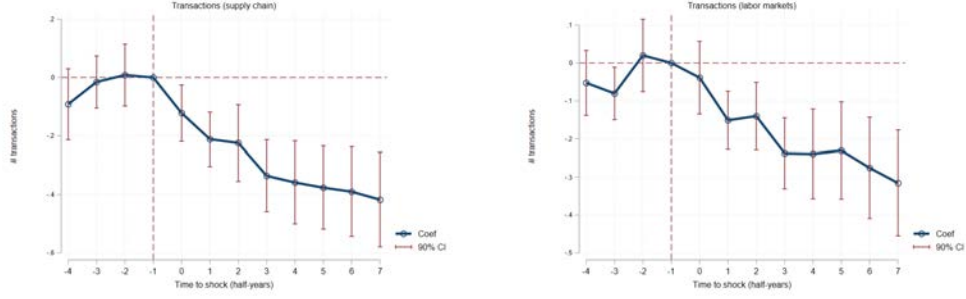 Transactions (supply chain)
.2
0
-.2
-.4
-.6
# transactions
-4 -3 -2 -1 0 1 2 3 4 5 6 7
Time to shock (half-years)
Coef
90% CI
Transactions (labor markets)
.1
0
-.1
-.2
-.3
-.4
-.5
# transactions
-4 -3 -2 -1 0 1 2 3 4 5 6 7
Time to shock (half-years)
Coef
90% CI